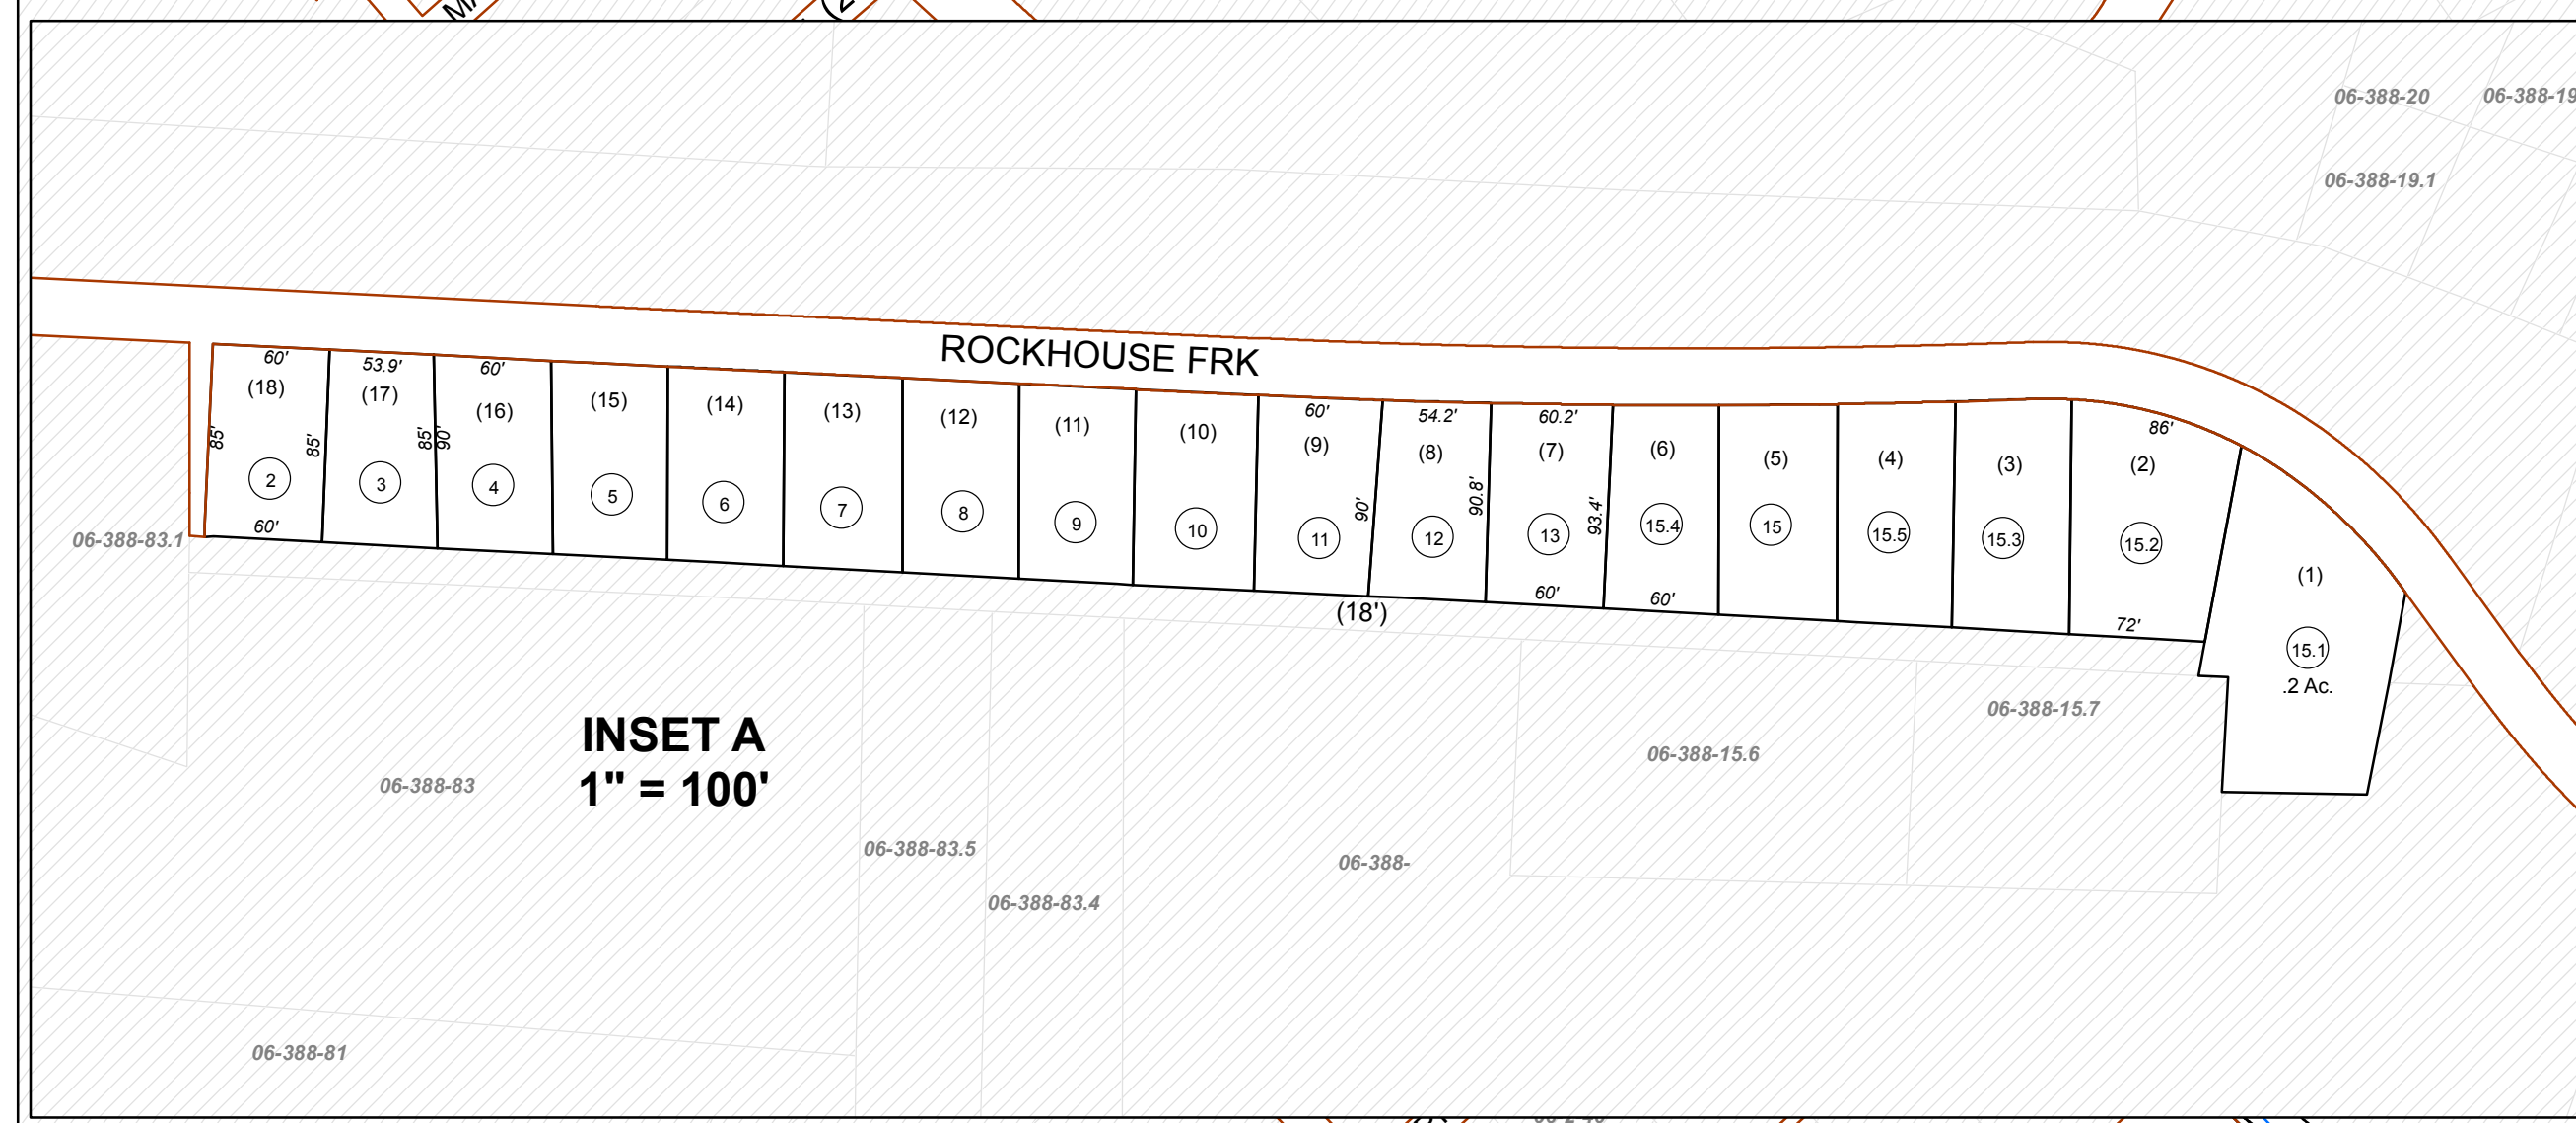 06-388-20
06-388-19
06-388-19.1
ROCKHOUSE FRK
60' 53.9' 60' 60' 54.2' 60.2' 86'
(18) (17) (16) (15) (14) (13) (12) (11) (10) (9) (8) (7) (6) (5) (4) (3) (2) (1)
85' 85' 85' 90' 90' 90.8' 93.4'
2 3 4 5 6 7 8 9 10 11 12 13 15.4 15 15.5 15.3 15.2 15.1
.2 Ac.
60' 60' 60' 72'
(18')
06-388-83.1
06-388-15.7
INSET A
1" = 100'
06-388-15.6
06-388-83
06-388-83.5
06-388-
06-388-83.4
06-388-81